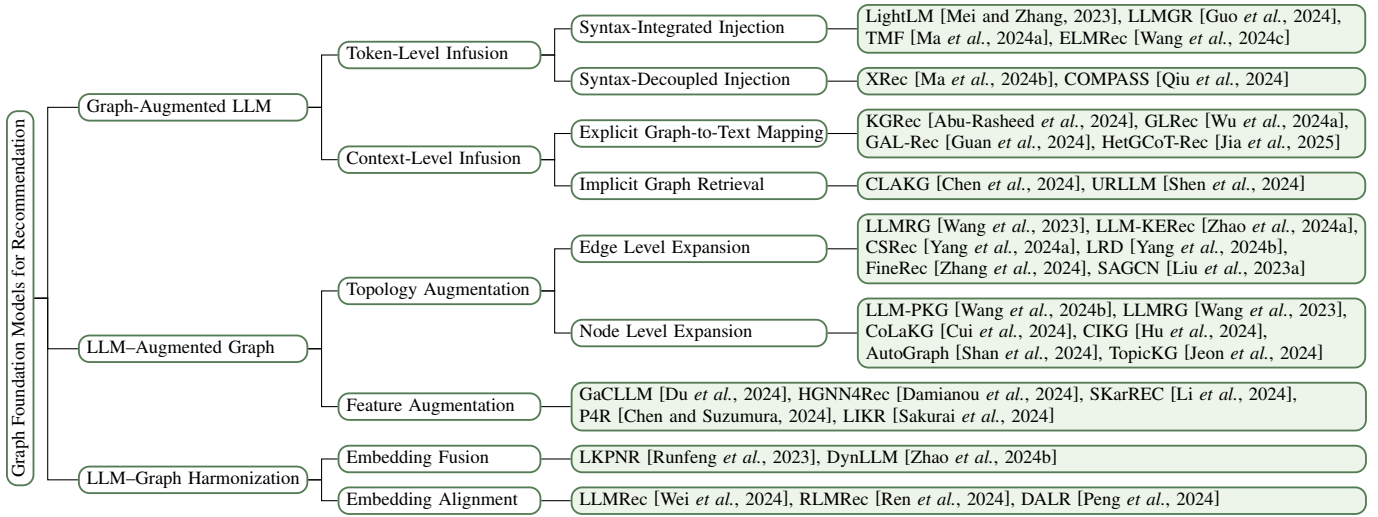 Graph Foundation Models for Recommendation
Graph-Augmented LLM
Token-Level Infusion
Syntax-Integrated Injection
LightLM [Mei and Zhang, 2023], LLMGR [Guo et al., 2024],
TMF [Ma et al., 2024a], ELMRec [Wang et al., 2024c]
Syntax-Decoupled Injection
XRec [Ma et al., 2024b], COMPASS [Qiu et al., 2024]
Context-Level Infusion
Explicit Graph-to-Text Mapping
KGRec [Abu-Rasheed et al., 2024], GLRec [Wu et al., 2024a],
GAL-Rec [Guan et al., 2024], HetGCoT-Rec [Jia et al., 2025]
Implicit Graph Retrieval
CLAKG [Chen et al., 2024], URLLM [Shen et al., 2024]
LLM–Augmented Graph
Topology Augmentation
Edge Level Expansion
LLMRG [Wang et al., 2023], LLM-KERec [Zhao et al., 2024a],
CSRec [Yang et al., 2024a], LRD [Yang et al., 2024b],
FineRec [Zhang et al., 2024], SAGCN [Liu et al., 2023a]
Node Level Expansion
LLM-PKG [Wang et al., 2024b], LLMRG [Wang et al., 2023],
CoLaKG [Cui et al., 2024], CIKG [Hu et al., 2024],
AutoGraph [Shan et al., 2024], TopicKG [Jeon et al., 2024]
Feature Augmentation
GaCLLM [Du et al., 2024], HGNN4Rec [Damianou et al., 2024], SKarREC [Li et al., 2024],
P4R [Chen and Suzumura, 2024], LIKR [Sakurai et al., 2024]
LLM–Graph Harmonization
Embedding Fusion
LKPNR [Runfeng et al., 2023], DynLLM [Zhao et al., 2024b]
Embedding Alignment
LLMRec [Wei et al., 2024], RLMRec [Ren et al., 2024], DALR [Peng et al., 2024]